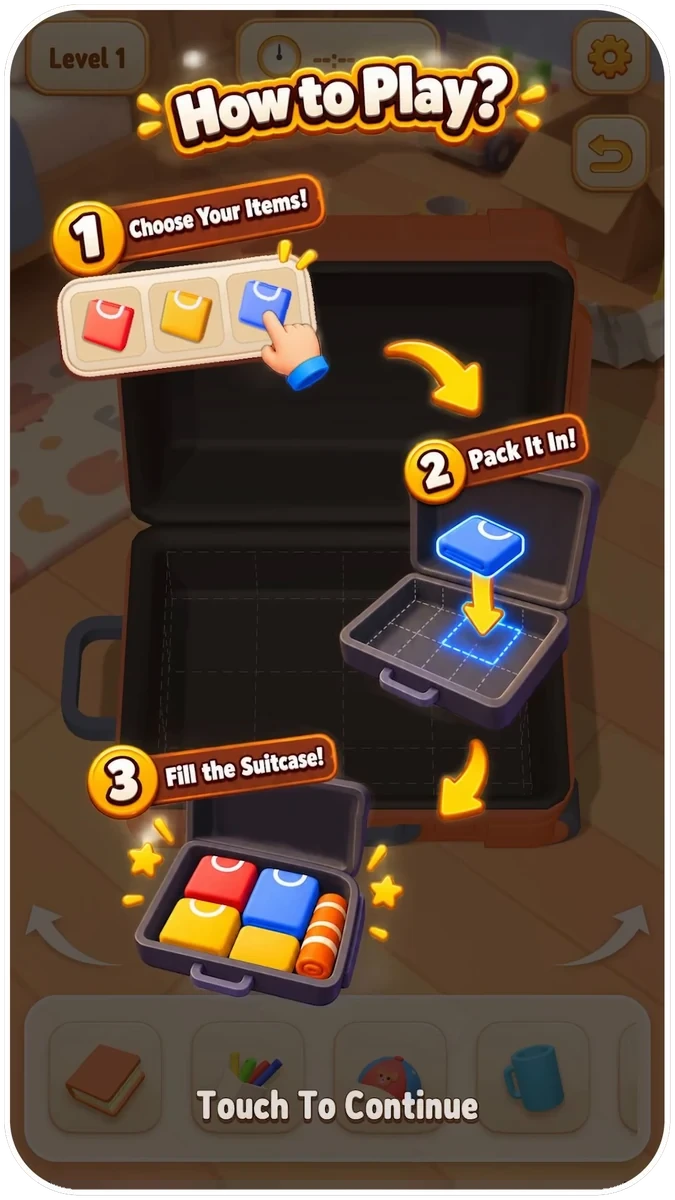 Level 1
--:--
How to Play?
1 Choose Your Items!
2 Pack It In!
3 Fill the Suitcase!
Touch To Continue